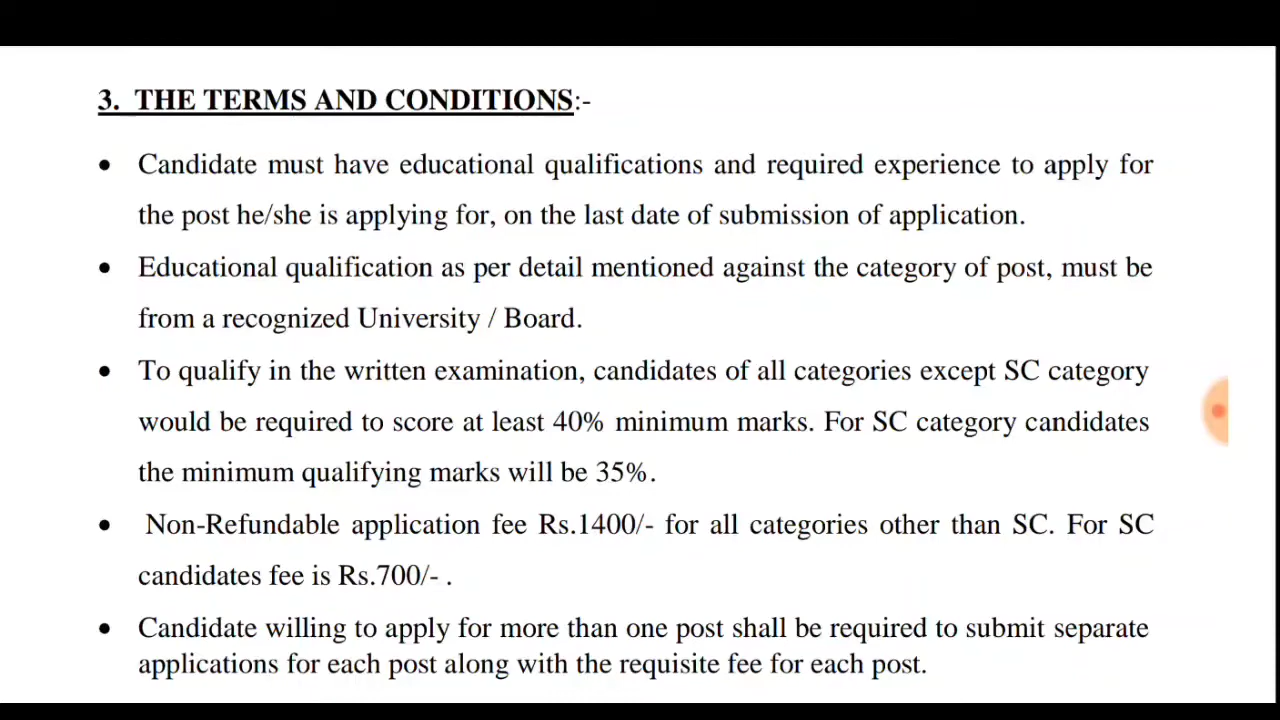 3. THE TERMS AND CONDITIONS:-
• Candidate must have educational qualifications and required experience to apply for
the post he/she is applying for, on the last date of submission of application.
• Educational qualification as per detail mentioned against the category of post, must be
from a recognized University / Board.
• To qualify in the written examination, candidates of all categories except SC category
would be required to score at least 40% minimum marks. For SC category candidates
the minimum qualifying marks will be 35%.
• Non-Refundable application fee Rs.1400/- for all categories other than SC. For SC
candidates fee is Rs.700/- .
• Candidate willing to apply for more than one post shall be required to submit separate
applications for each post along with the requisite fee for each post.